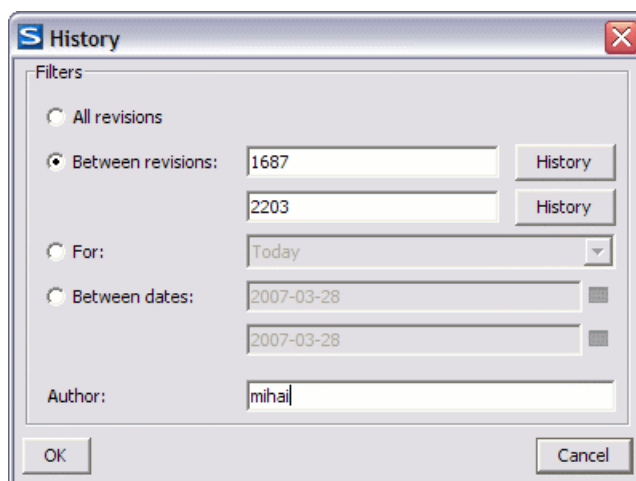 S History
Filters
All revisions
Between revisions: 1687 History
2203 History
For: Today
Between dates: 2007-03-28
2007-03-28
Author: mihai
OK Cancel